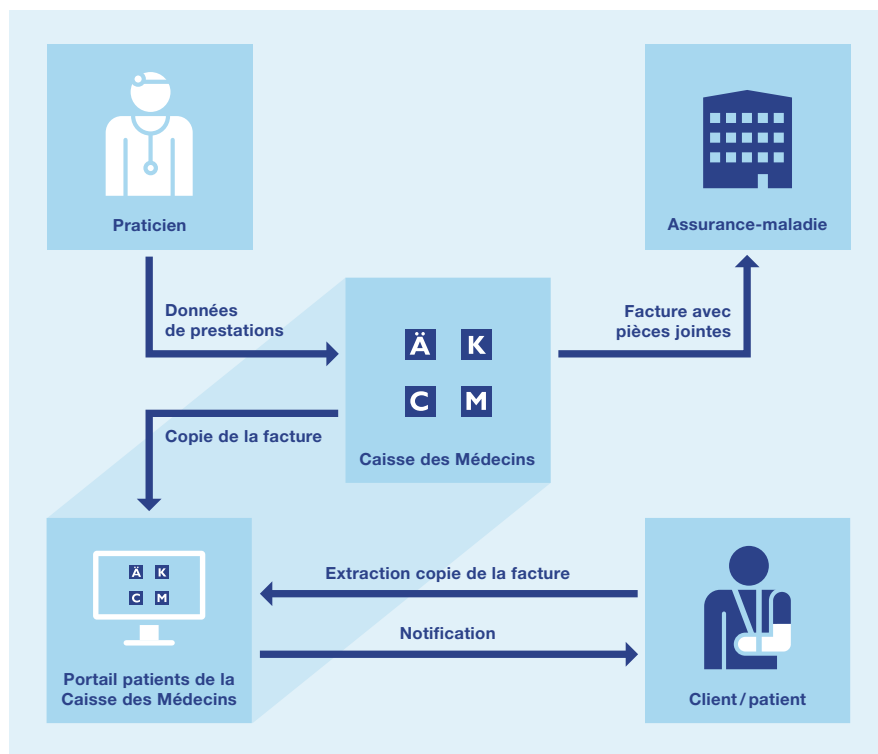 Praticien
Assurance-maladie
Données
de prestations
Facture avec
pièces jointes
Ä K
C M
Caisse des Médecins
Copie de la facture
Ä K
C M
Portail patients de la
Caisse des Médecins
Extraction copie de la facture
Notification
Client/patient